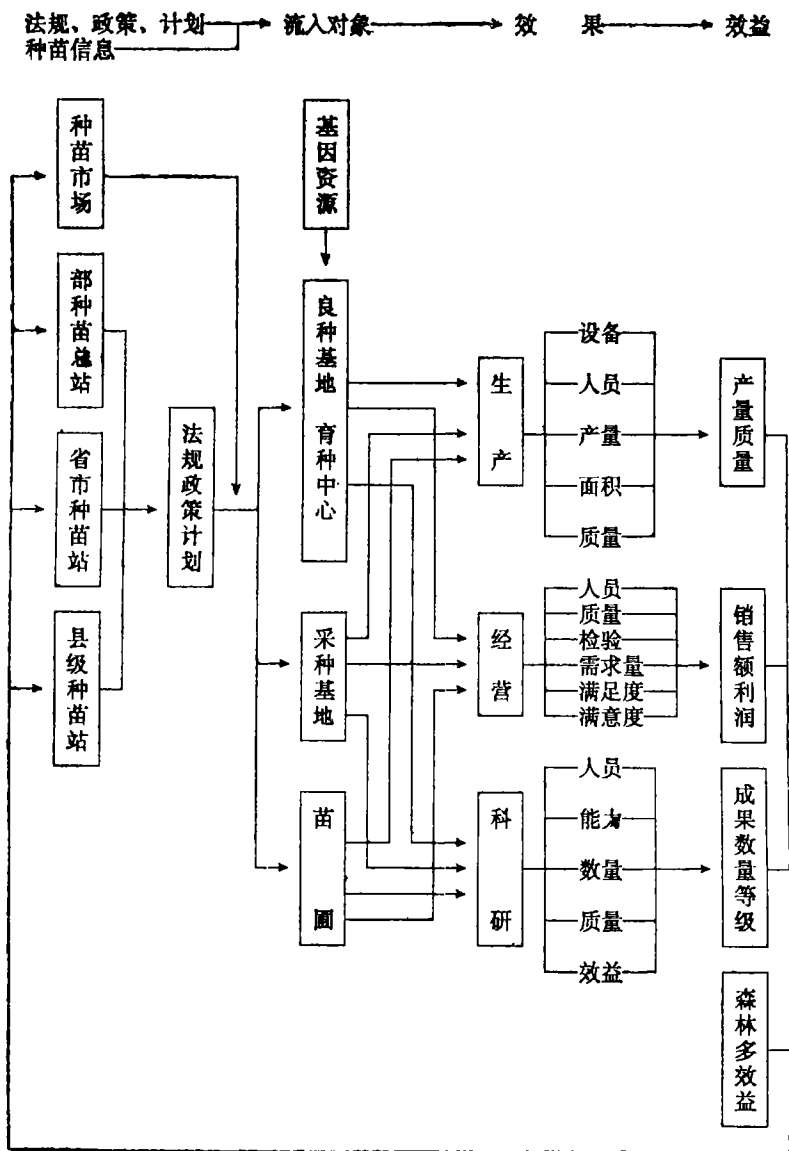 法规、政策、计划 流入对象 效 果 效益
种苗信息
种苗市场
部种苗总站
省市种苗站
县级种苗站
法规政策计划
基因资源
良种基地 育种中心
采种基地
苗 圃
生 产
经 营
科 研
设备
人员
产量
面积
质量
人员
质量
检验
需求量
满足度
满意度
人员
能力
数量
质量
效益
产量质量
销售额利润
成果数量等级
森林多效益